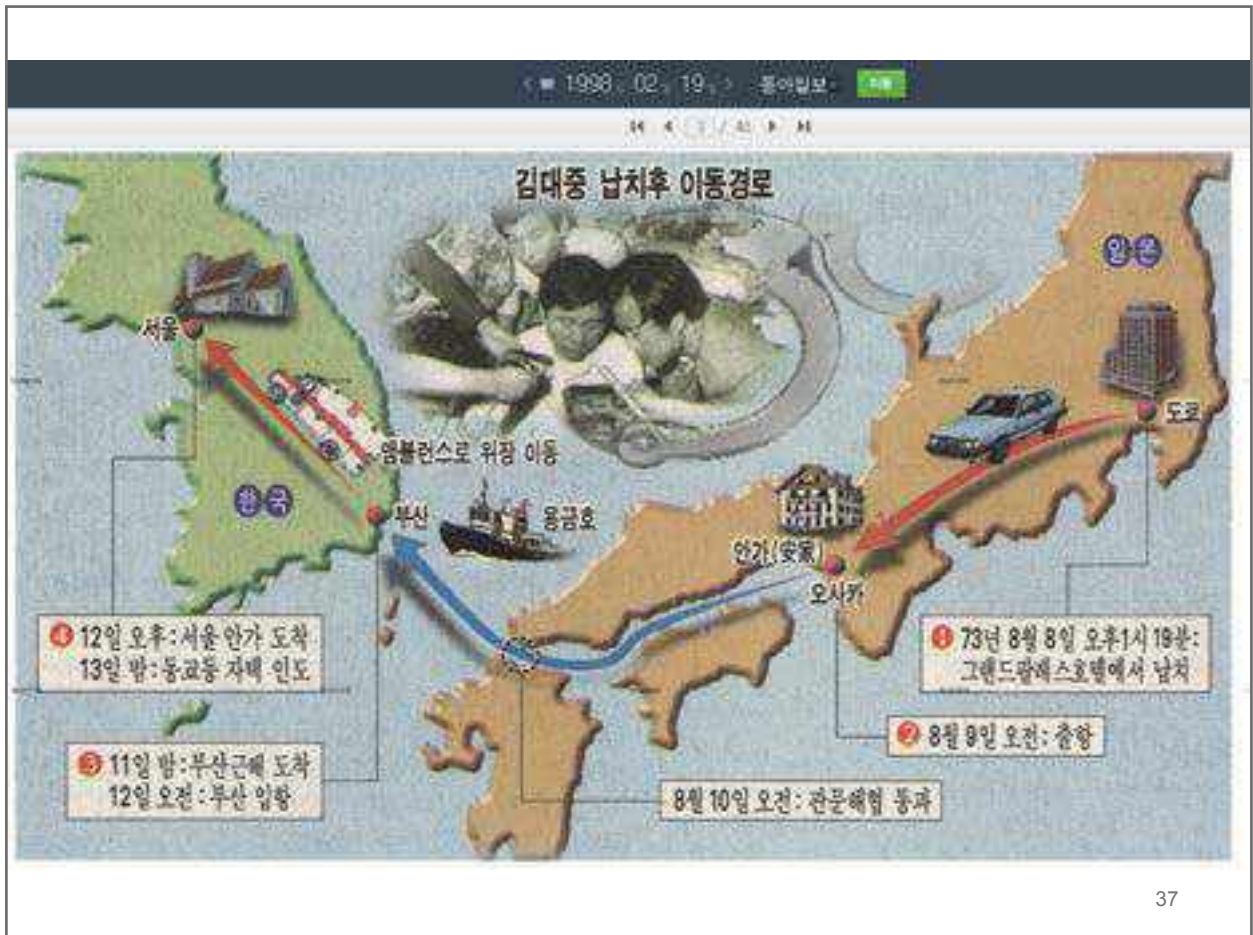 1998. 02. 19. 동아일보
김대중 납치후 이동경로
일본
서울
도쿄
앰뷸런스로 위장 이동
한국
부산
용금호
안가(安家)
오사카
1 73년 8월 8일 오후1시 19분:
그랜드팔레스호텔에서 납치
2 8월 9일 오전: 출항
8월 10일 오전: 관문해협 통과
3 11일 밤:부산근해 도착
12일 오전:부산 입항
4 12일 오후:서울 안가 도착
13일 밤:동교동 자택 인도
37